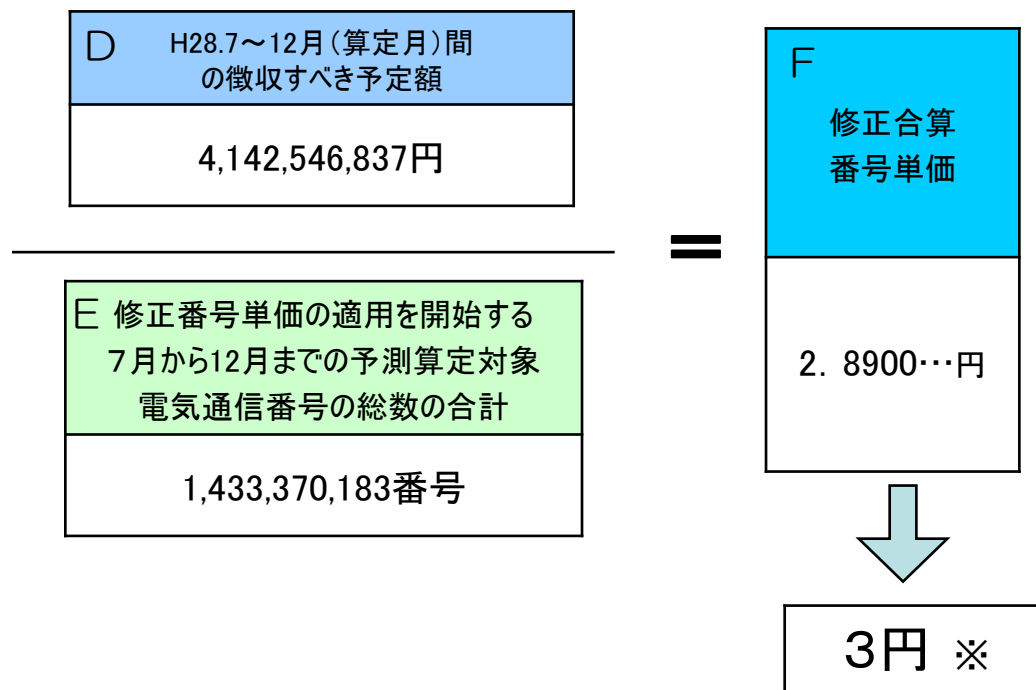 D H28.7~12月(算定月)間
の徴収すべき予定額
4,142,546,837円
E 修正番号単価の適用を開始する
7月から12月までの予測算定対象
電気通信番号の総数の合計
1,433,370,183番号
=
F
修正合算
番号単価
2.8900…円
3円 ※